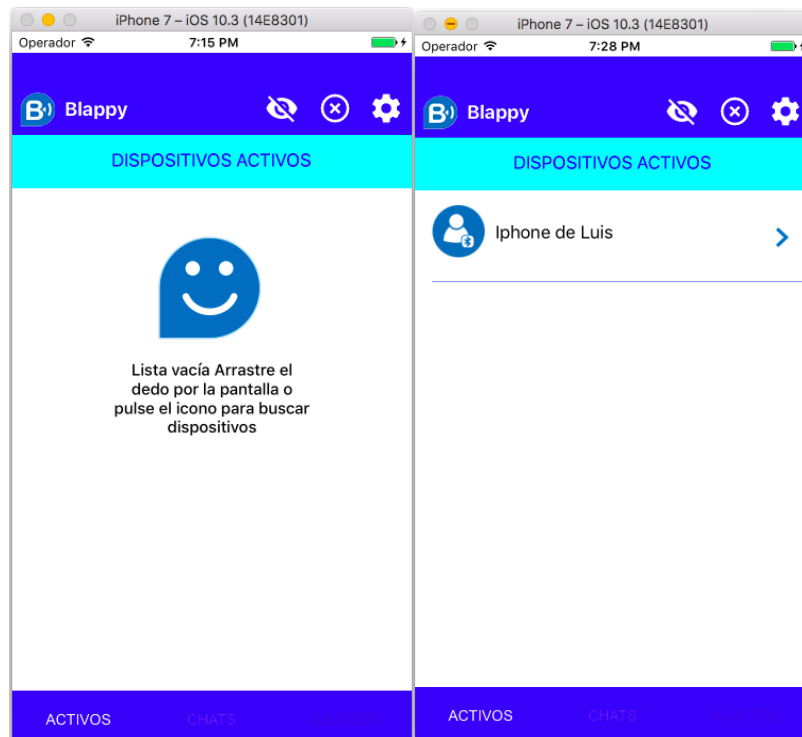 iPhone 7 – iOS 10.3 (14E8301)
Operador 7:15 PM
B Blappy
DISPOSITIVOS ACTIVOS
Lista vacía Arrastre el
dedo por la pantalla o
pulse el icono para buscar
dispositivos
ACTIVOS CHATS
iPhone 7 – iOS 10.3 (14E8301)
Operador 7:28 PM
B Blappy
DISPOSITIVOS ACTIVOS
Iphone de Luis
ACTIVOS CHATS